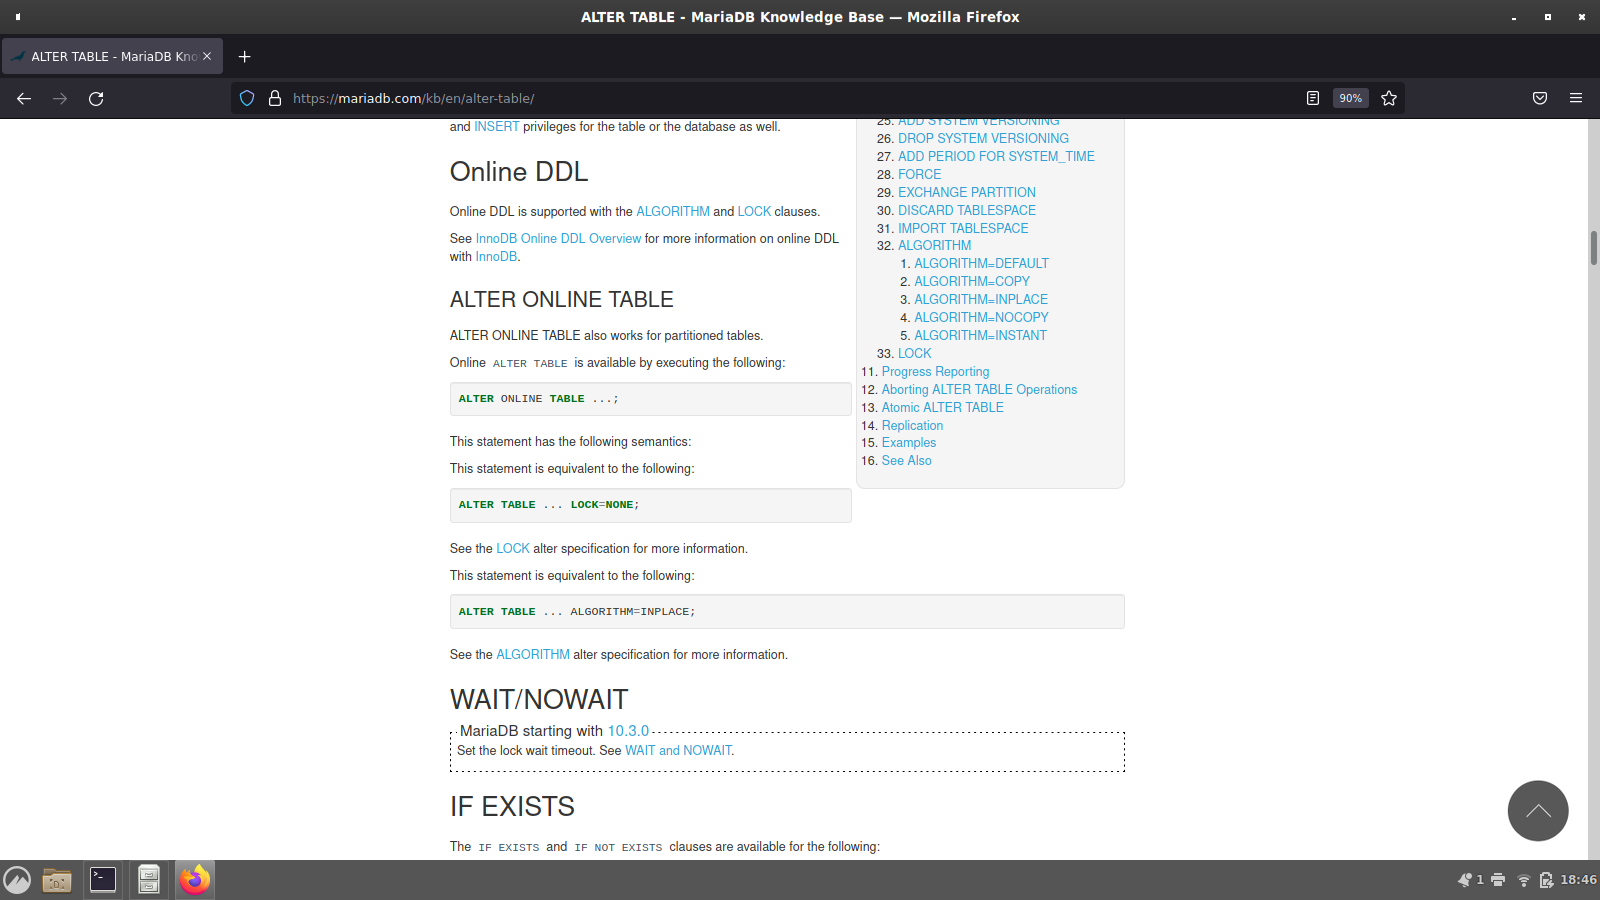 ALTER TABLE - MariaDB Knowledge Base — Mozilla Firefox
ALTER TABLE - MariaDB Kno
https://mariadb.com/kb/en/alter-table/
90%
and INSERT privileges for the table or the database as well.
Online DDL
Online DDL is supported with the ALGORITHM and LOCK clauses.
See InnoDB Online DDL Overview for more information on online DDL
with InnoDB.
ALTER ONLINE TABLE
ALTER ONLINE TABLE also works for partitioned tables.
Online ALTER TABLE is available by executing the following:
ALTER ONLINE TABLE ...;
This statement has the following semantics:
This statement is equivalent to the following:
ALTER TABLE ... LOCK=NONE;
See the LOCK alter specification for more information.
This statement is equivalent to the following:
ALTER TABLE ... ALGORITHM=INPLACE;
See the ALGORITHM alter specification for more information.
WAIT/NOWAIT
MariaDB starting with 10.3.0
Set the lock wait timeout. See WAIT and NOWAIT.
IF EXISTS
The IF EXISTS and IF NOT EXISTS clauses are available for the following:
25. ADD SYSTEM VERSIONING
26. DROP SYSTEM VERSIONING
27. ADD PERIOD FOR SYSTEM_TIME
28. FORCE
29. EXCHANGE PARTITION
30. DISCARD TABLESPACE
31. IMPORT TABLESPACE
32. ALGORITHM
1. ALGORITHM=DEFAULT
2. ALGORITHM=COPY
3. ALGORITHM=INPLACE
4. ALGORITHM=NOCOPY
5. ALGORITHM=INSTANT
33. LOCK
11. Progress Reporting
12. Aborting ALTER TABLE Operations
13. Atomic ALTER TABLE
14. Replication
15. Examples
16. See Also
1
18:46